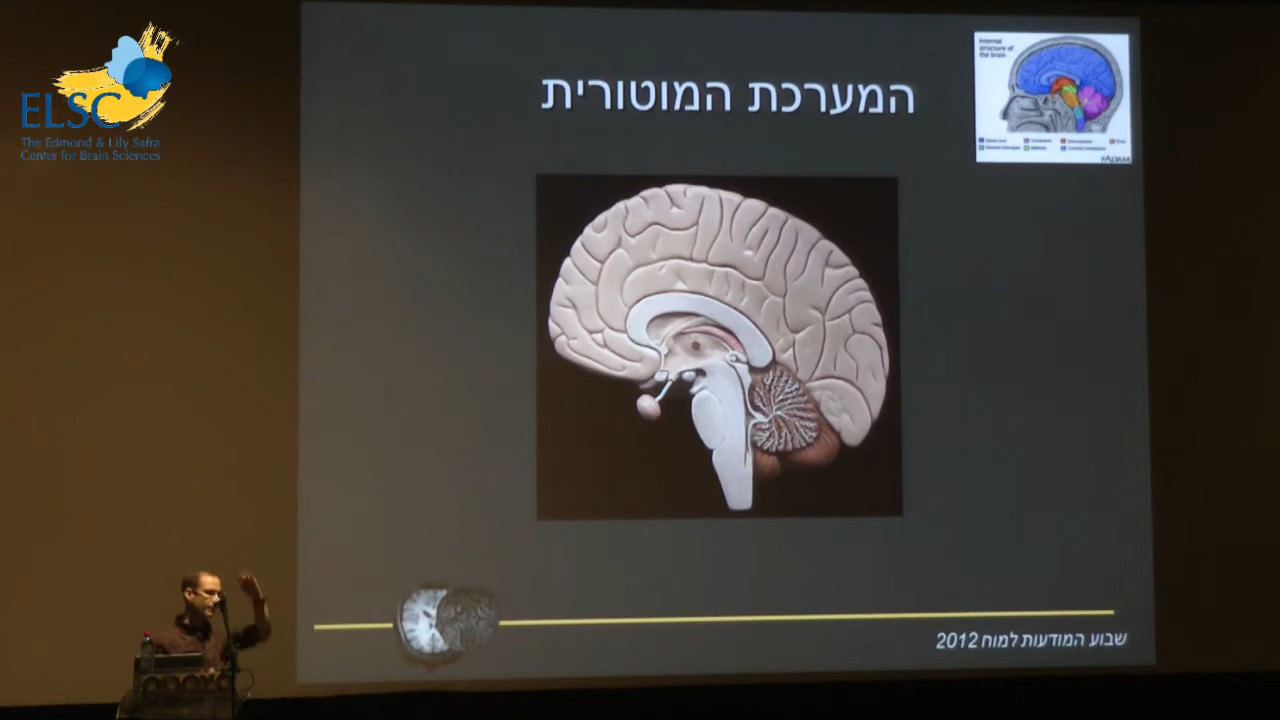 ELSC
The Edmond & Lily Safra
Center for Brain Sciences
המערכת המוטורית
Internal
structure of
the brain
ADAM
שבוע המודעות למוח 2012